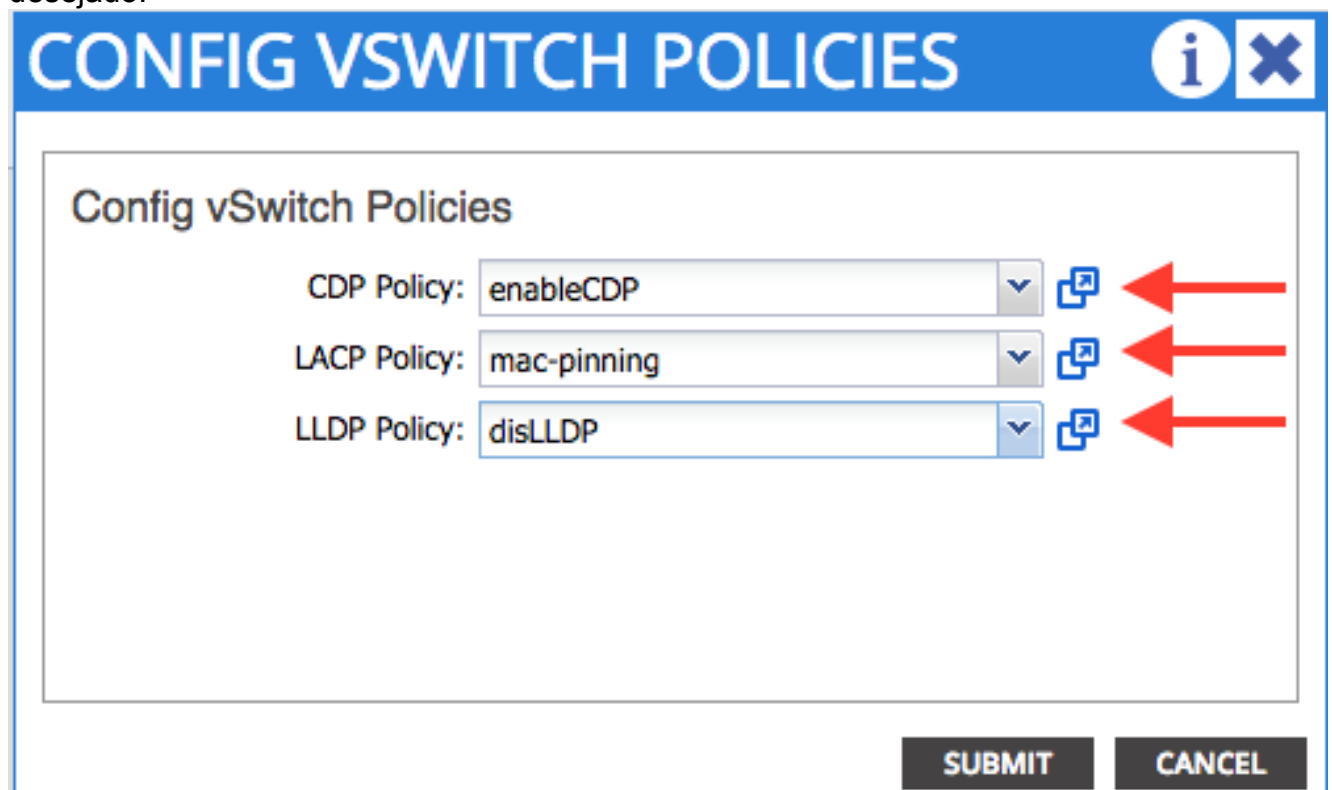 CONFIG VSWITCH POLICIES
Config vSwitch Policies
CDP Policy: enableCDP
LACP Policy: mac-pinning
LLDP Policy: disLLDP
SUBMIT CANCEL